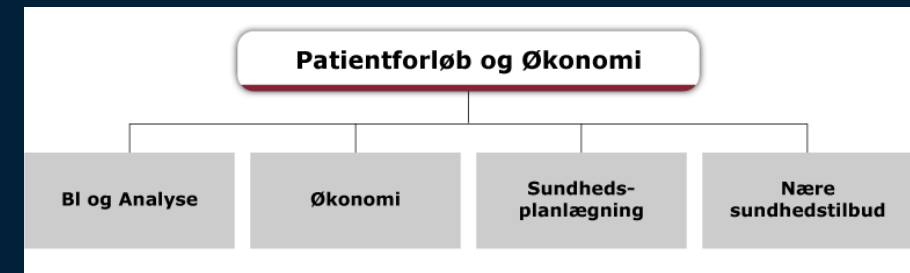 Patientforløb og Økonomi
BI og Analyse
Økonomi
Sundheds-
planlægning
Nære
sundhedstilbud